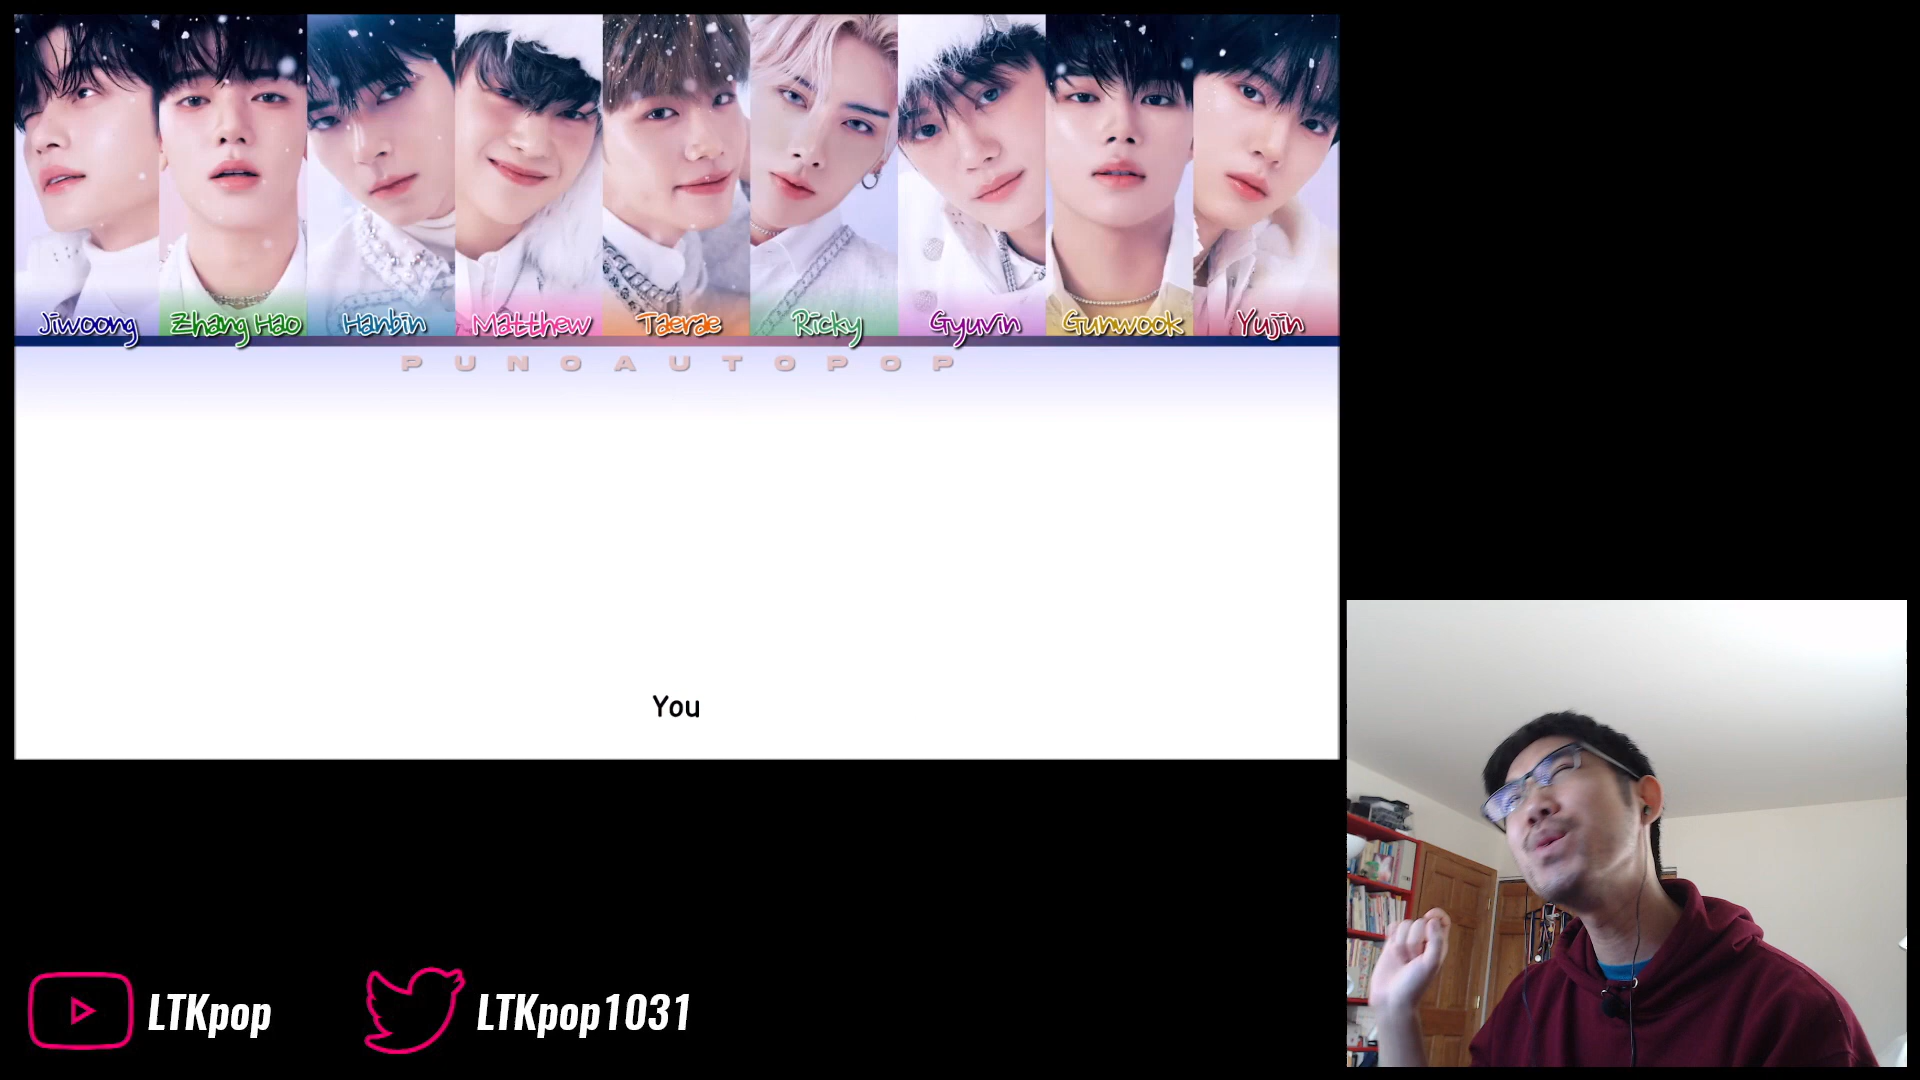 Jiwoong Zhang Hao Hanbin Matthew Taerae Ricky Gyuvin Gunwook Yujin
PUNOAUTOPOP
You
LTKpop LTKpop1031